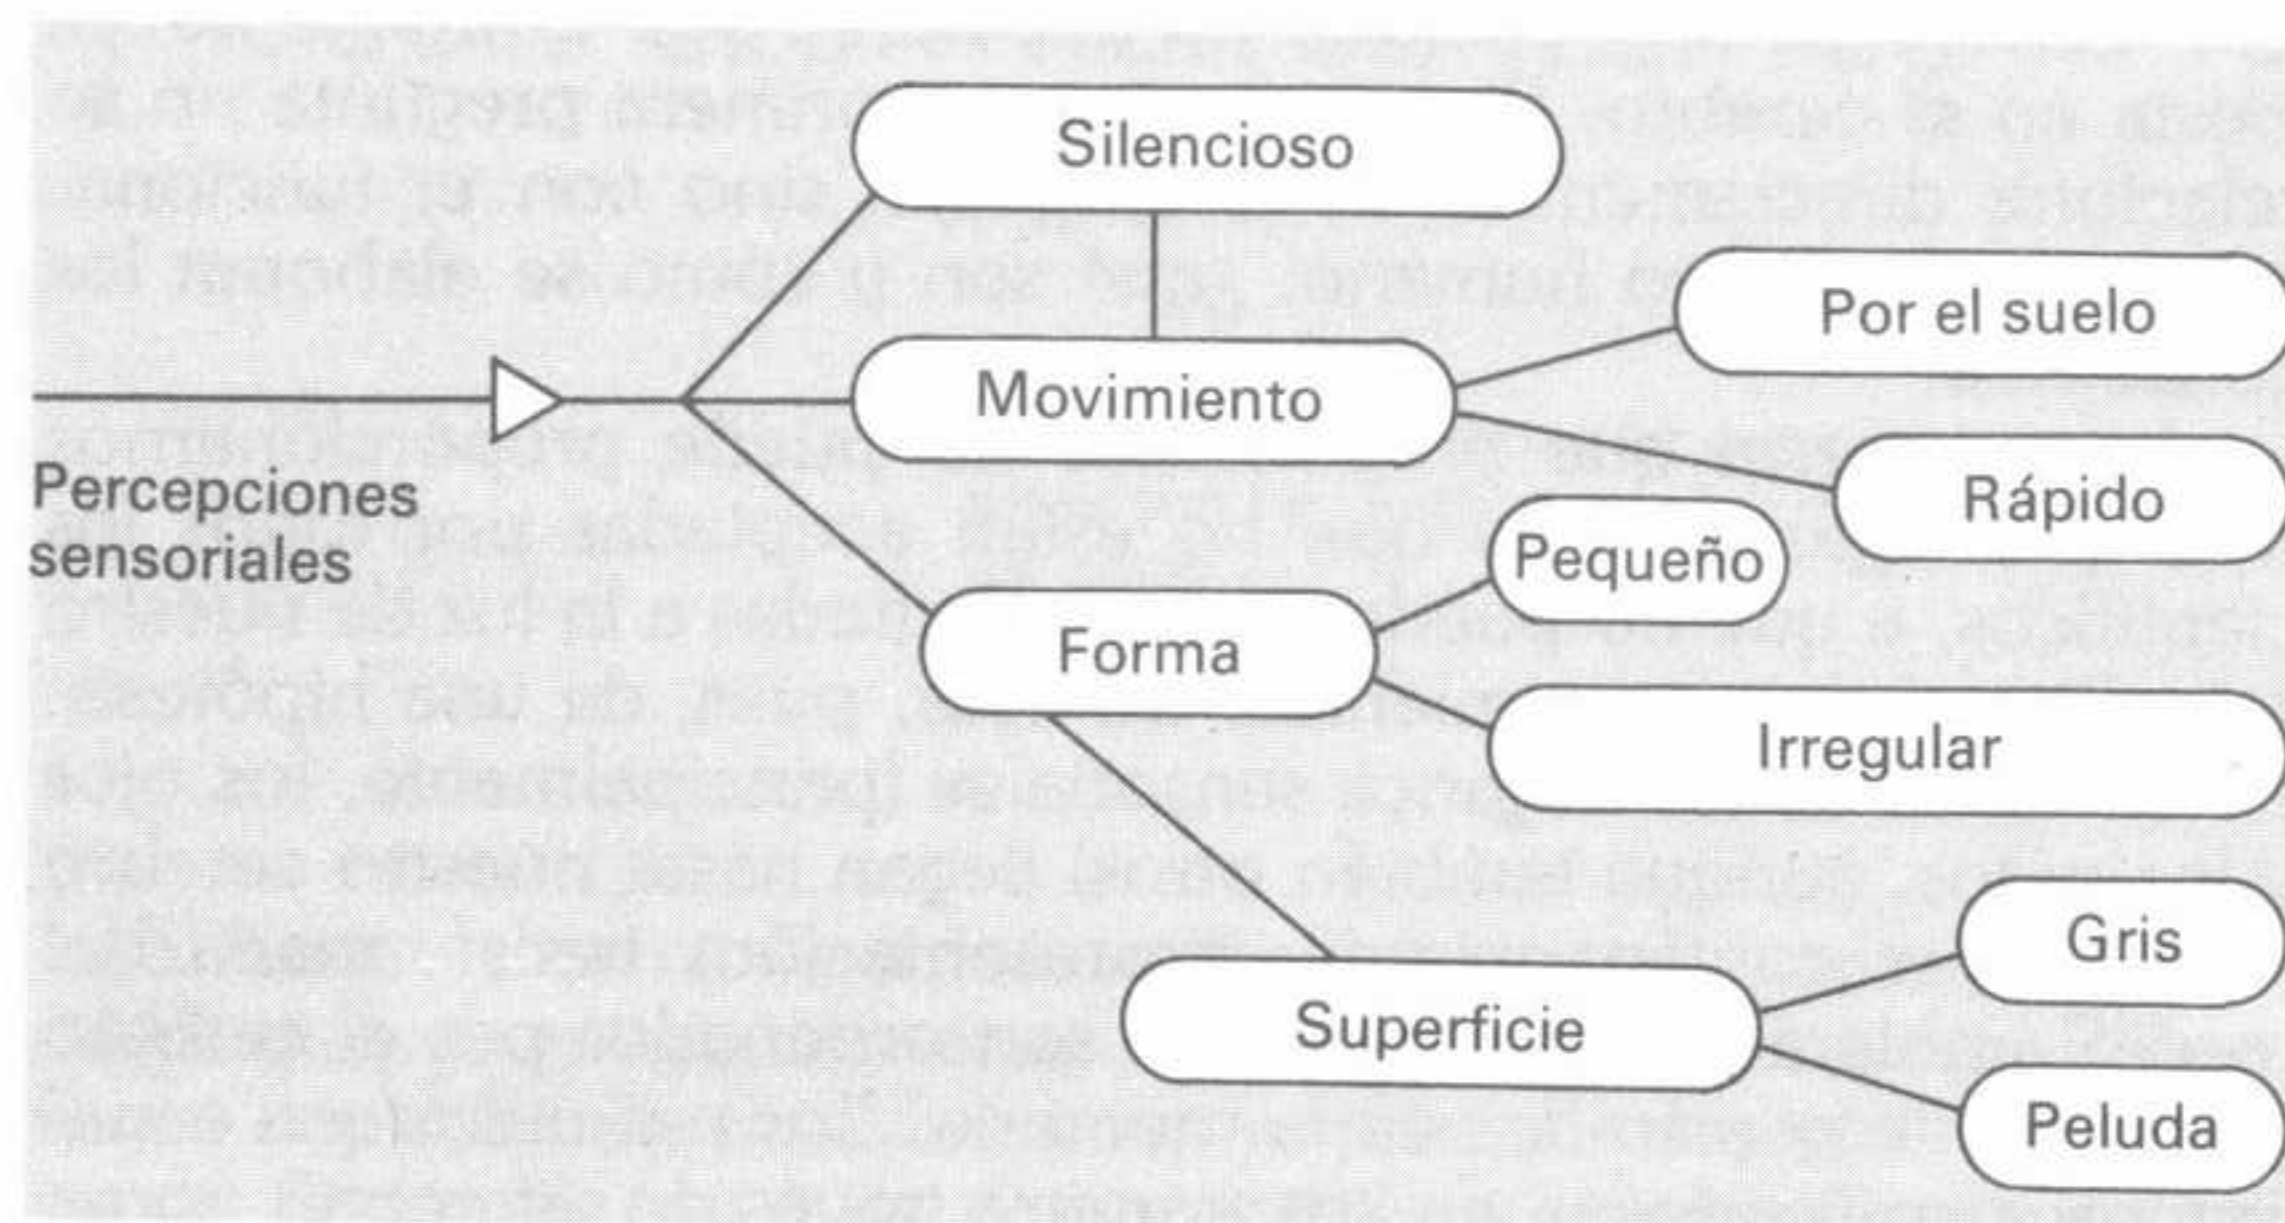 Silencioso
Por el suelo
Movimiento
Rápido
Percepciones
sensoriales
Pequeño
Forma
Irregular
Gris
Superficie
Peluda